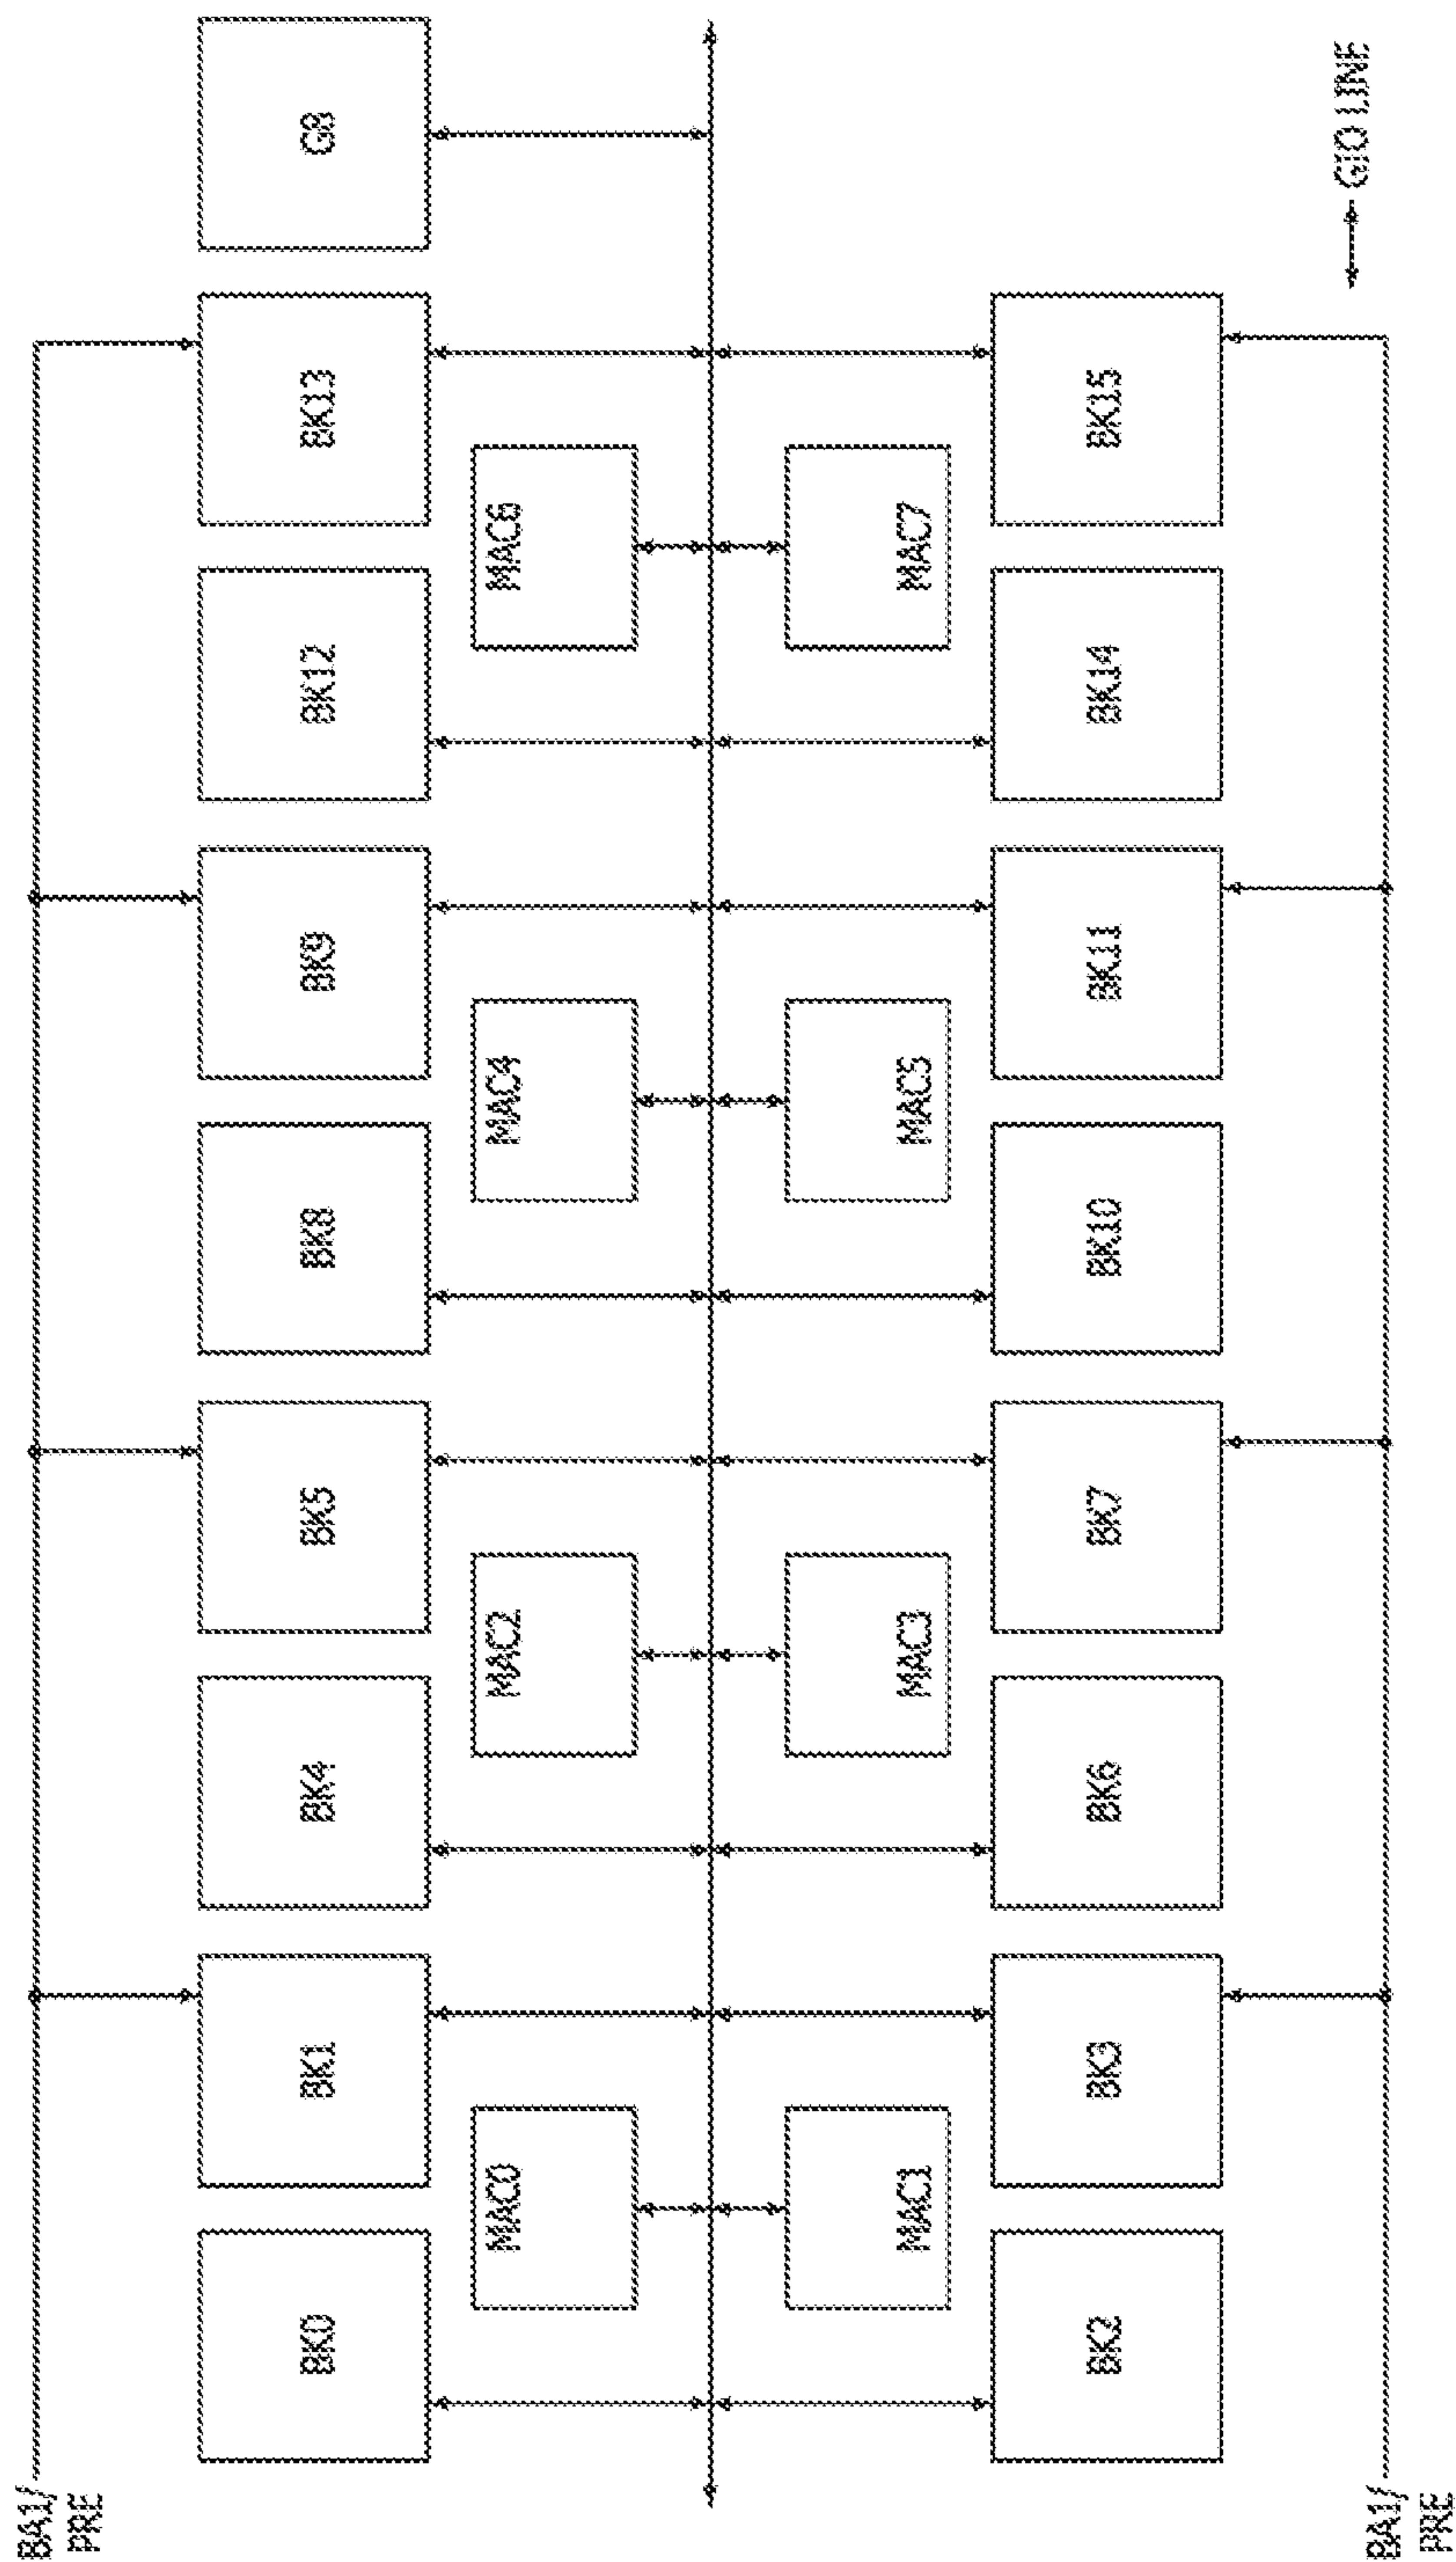 BA1/
PRE
BK0 BK1 BK4 BK5 BK8 BK9 BK12 BK13 GB
MAC0 MAC2 MAC4 MAC6
MAC1 MAC3 MAC5 MAC7
BK2 BK3 BK6 BK7 BK10 BK11 BK14 BK15
GIO LINE
BA1/
PRE